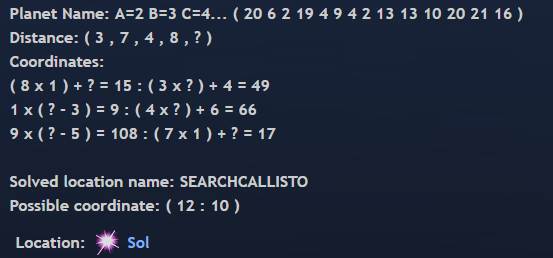 Planet Name: A=2 B=3 C=4... ( 20 6 2 19 4 9 4 2 13 13 10 20 21 16 )
Distance: ( 3 , 7 , 4 , 8 , ? )
Coordinates:
( 8 x 1 ) + ? = 15 : ( 3 x ? ) + 4 = 49
1 x ( ? - 3 ) = 9 : ( 4 x ? ) + 6 = 66
9 x ( ? - 5 ) = 108 : ( 7 x 1 ) + ? = 17
Solved location name: SEARCHCALLISTO
Possible coordinate: ( 12 : 10 )
Location: Sol